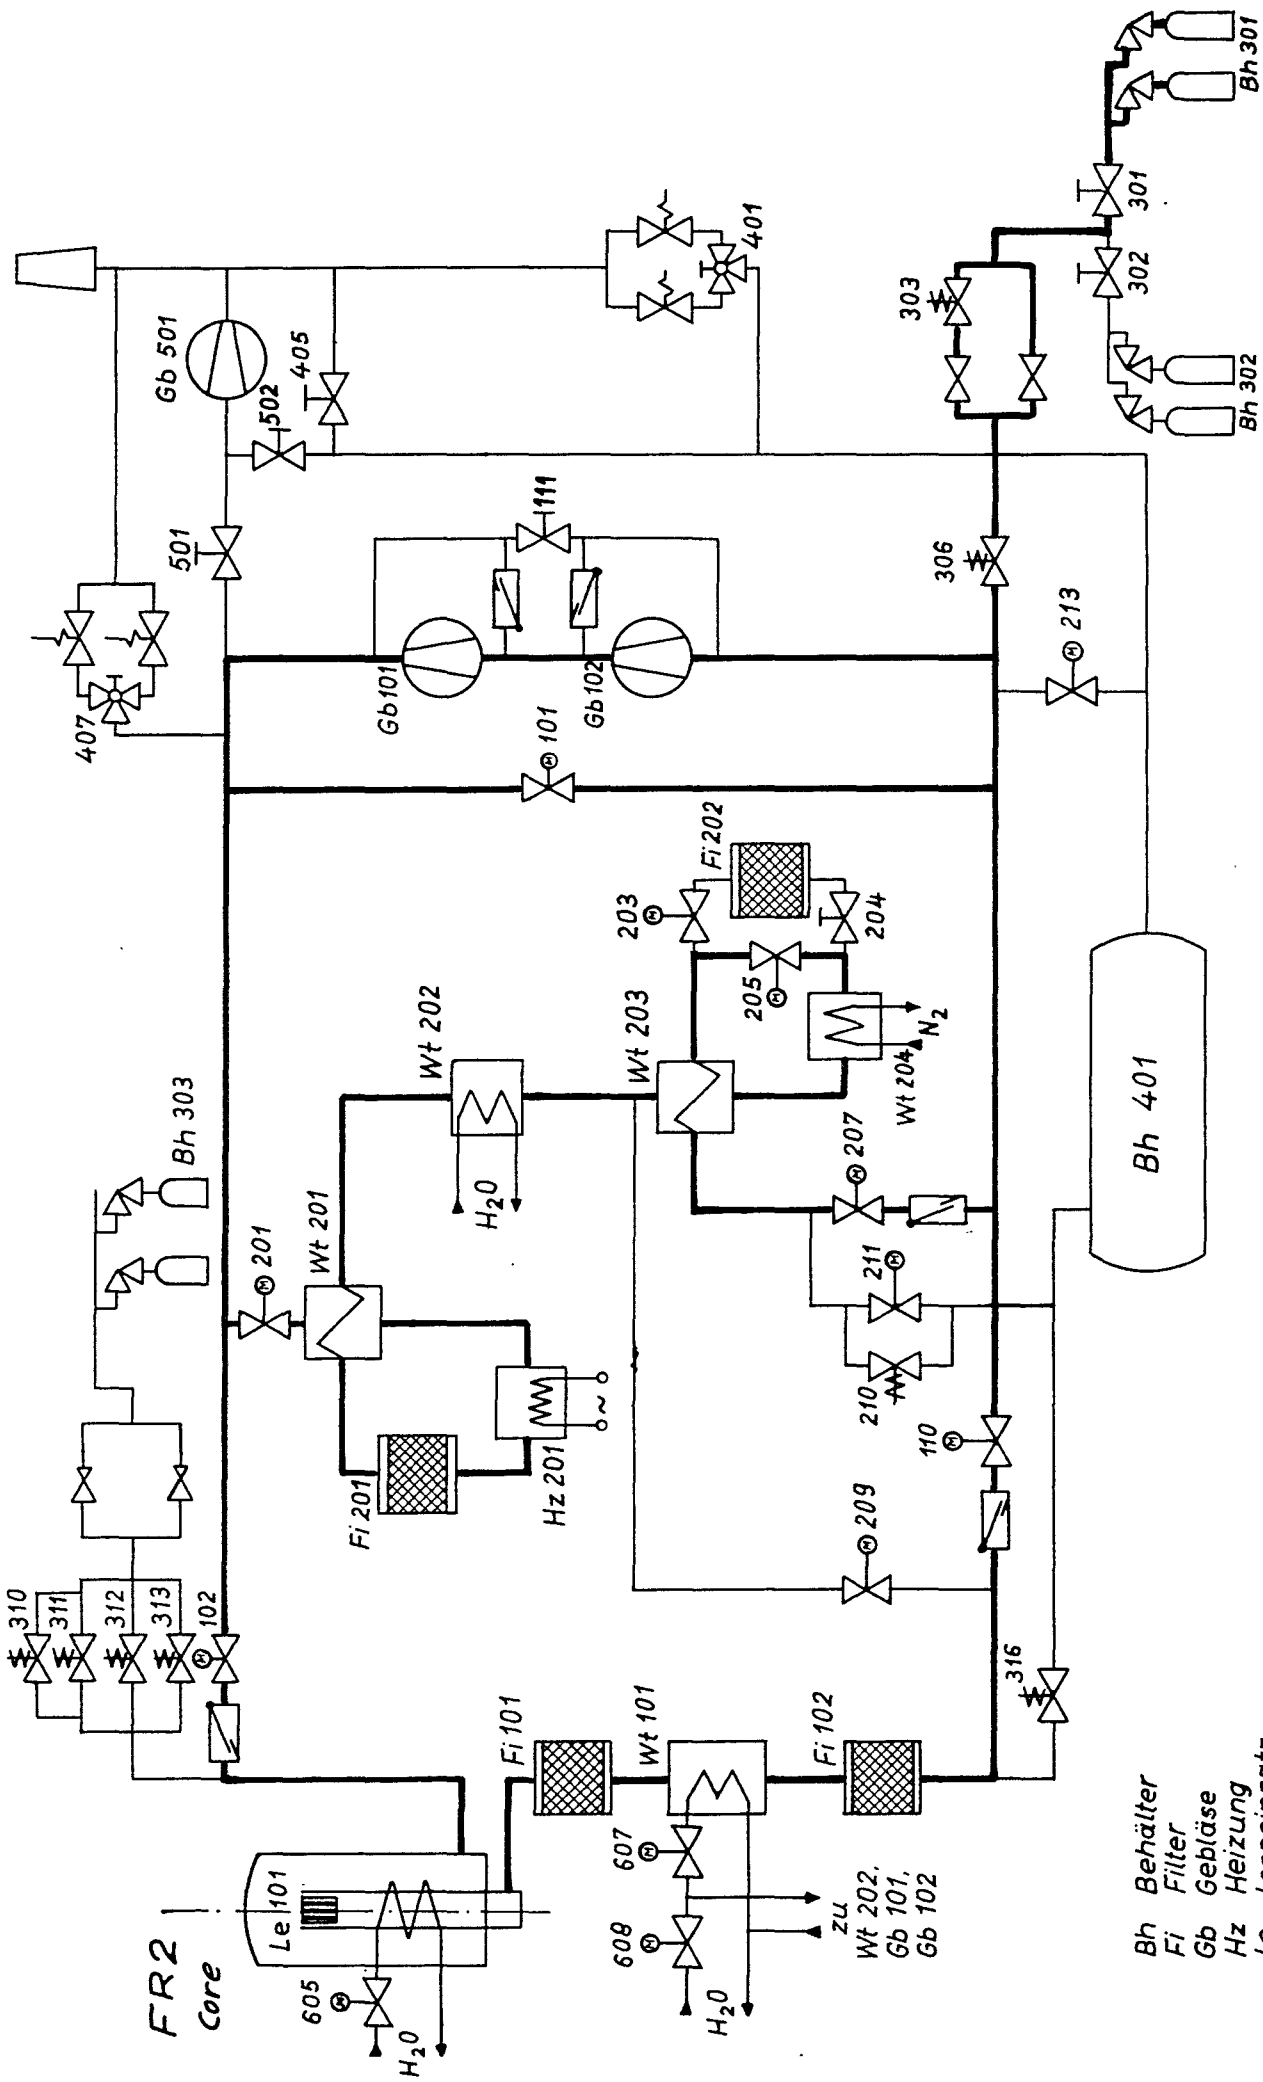 FR2
Core
Le 101
605
H₂O
310
311
312
313
102
Bh 303
407
501
Gb 501
502
405
401
Fi 101
Wt 101
Fi 102
607
608
H₂O
zu
Wt 202,
Gb 101,
Gb 102
201
Wt 201
Fi 201
Hz 201
~
Wt 202
H₂O
Wt 203
203
Fi 202
205
204
Wt 204
N₂
207
211
210
209
110
316
101
Gb 101
Gb 102
111
306
213
303
301
302
Bh 301
Bh 302
Bh 401
M
M
M
M
M
M
M
M
M
M
M
M
M
M
Bh Behälter
Fi Filter
Gb Gebläse
Hz Heizung